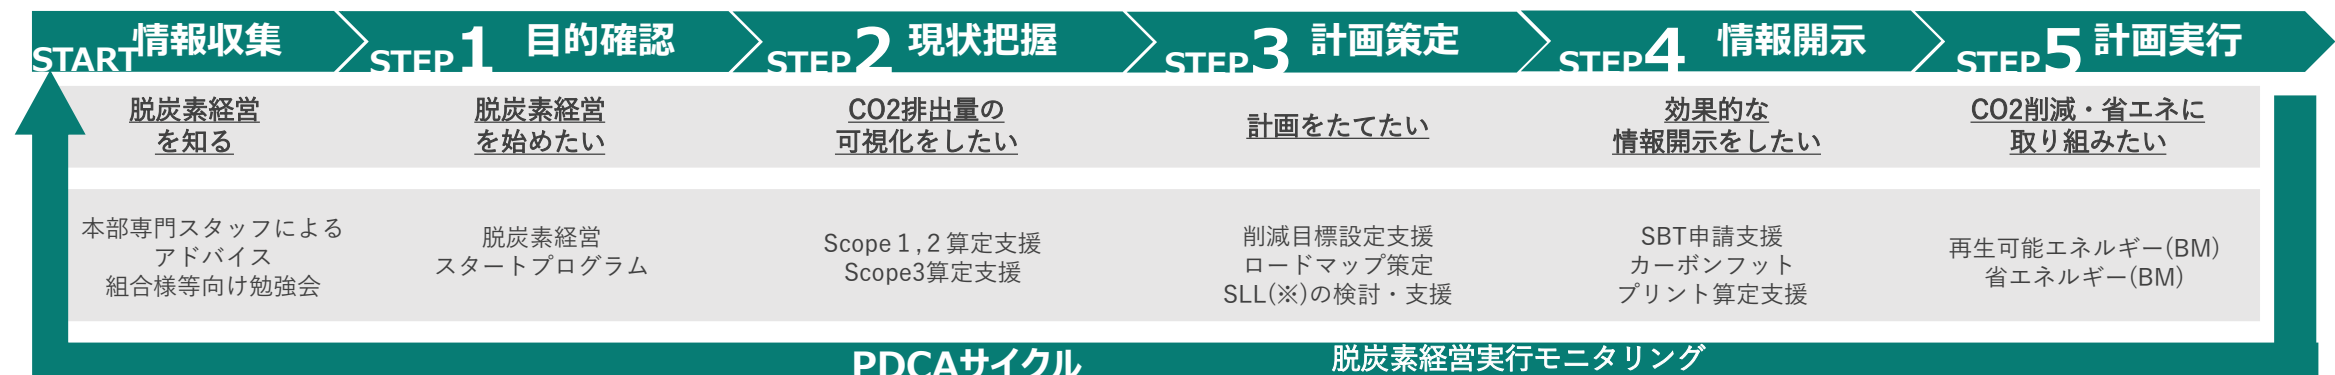 START 情報収集
STEP1 目的確認
STEP2 現状把握
STEP3 計画策定
STEP4 情報開示
STEP5 計画実行
脱炭素経営
を知る
脱炭素経営
を始めたい
CO2排出量の
可視化をしたい
計画をたてたい
効果的な
情報開示をしたい
CO2削減・省エネに
取り組みたい
本部専門スタッフによる
アドバイス
組合様等向け勉強会
脱炭素経営
スタートプログラム
Scope１,２算定支援
Scope3算定支援
削減目標設定支援
ロードマップ策定
SLL(※)の検討・支援
SBT申請支援
カーボンフット
プリント算定支援
再生可能エネルギー(BM)
省エネルギー(BM)
PDCAサイクル
脱炭素経営実行モニタリング